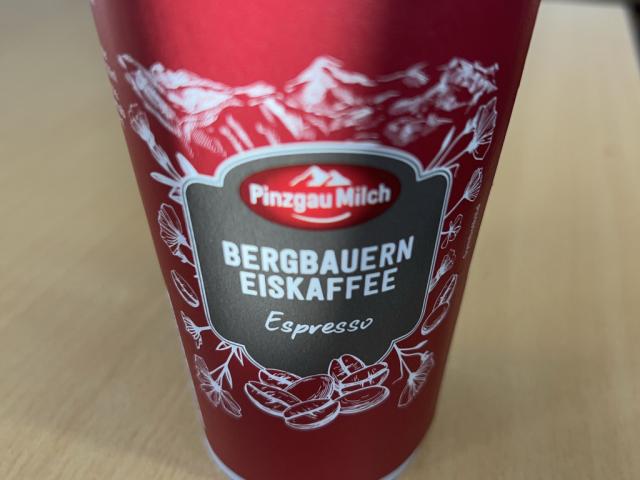 Pinzgau Milch
BERGBAUERN
EISKAFFEE
Espresso